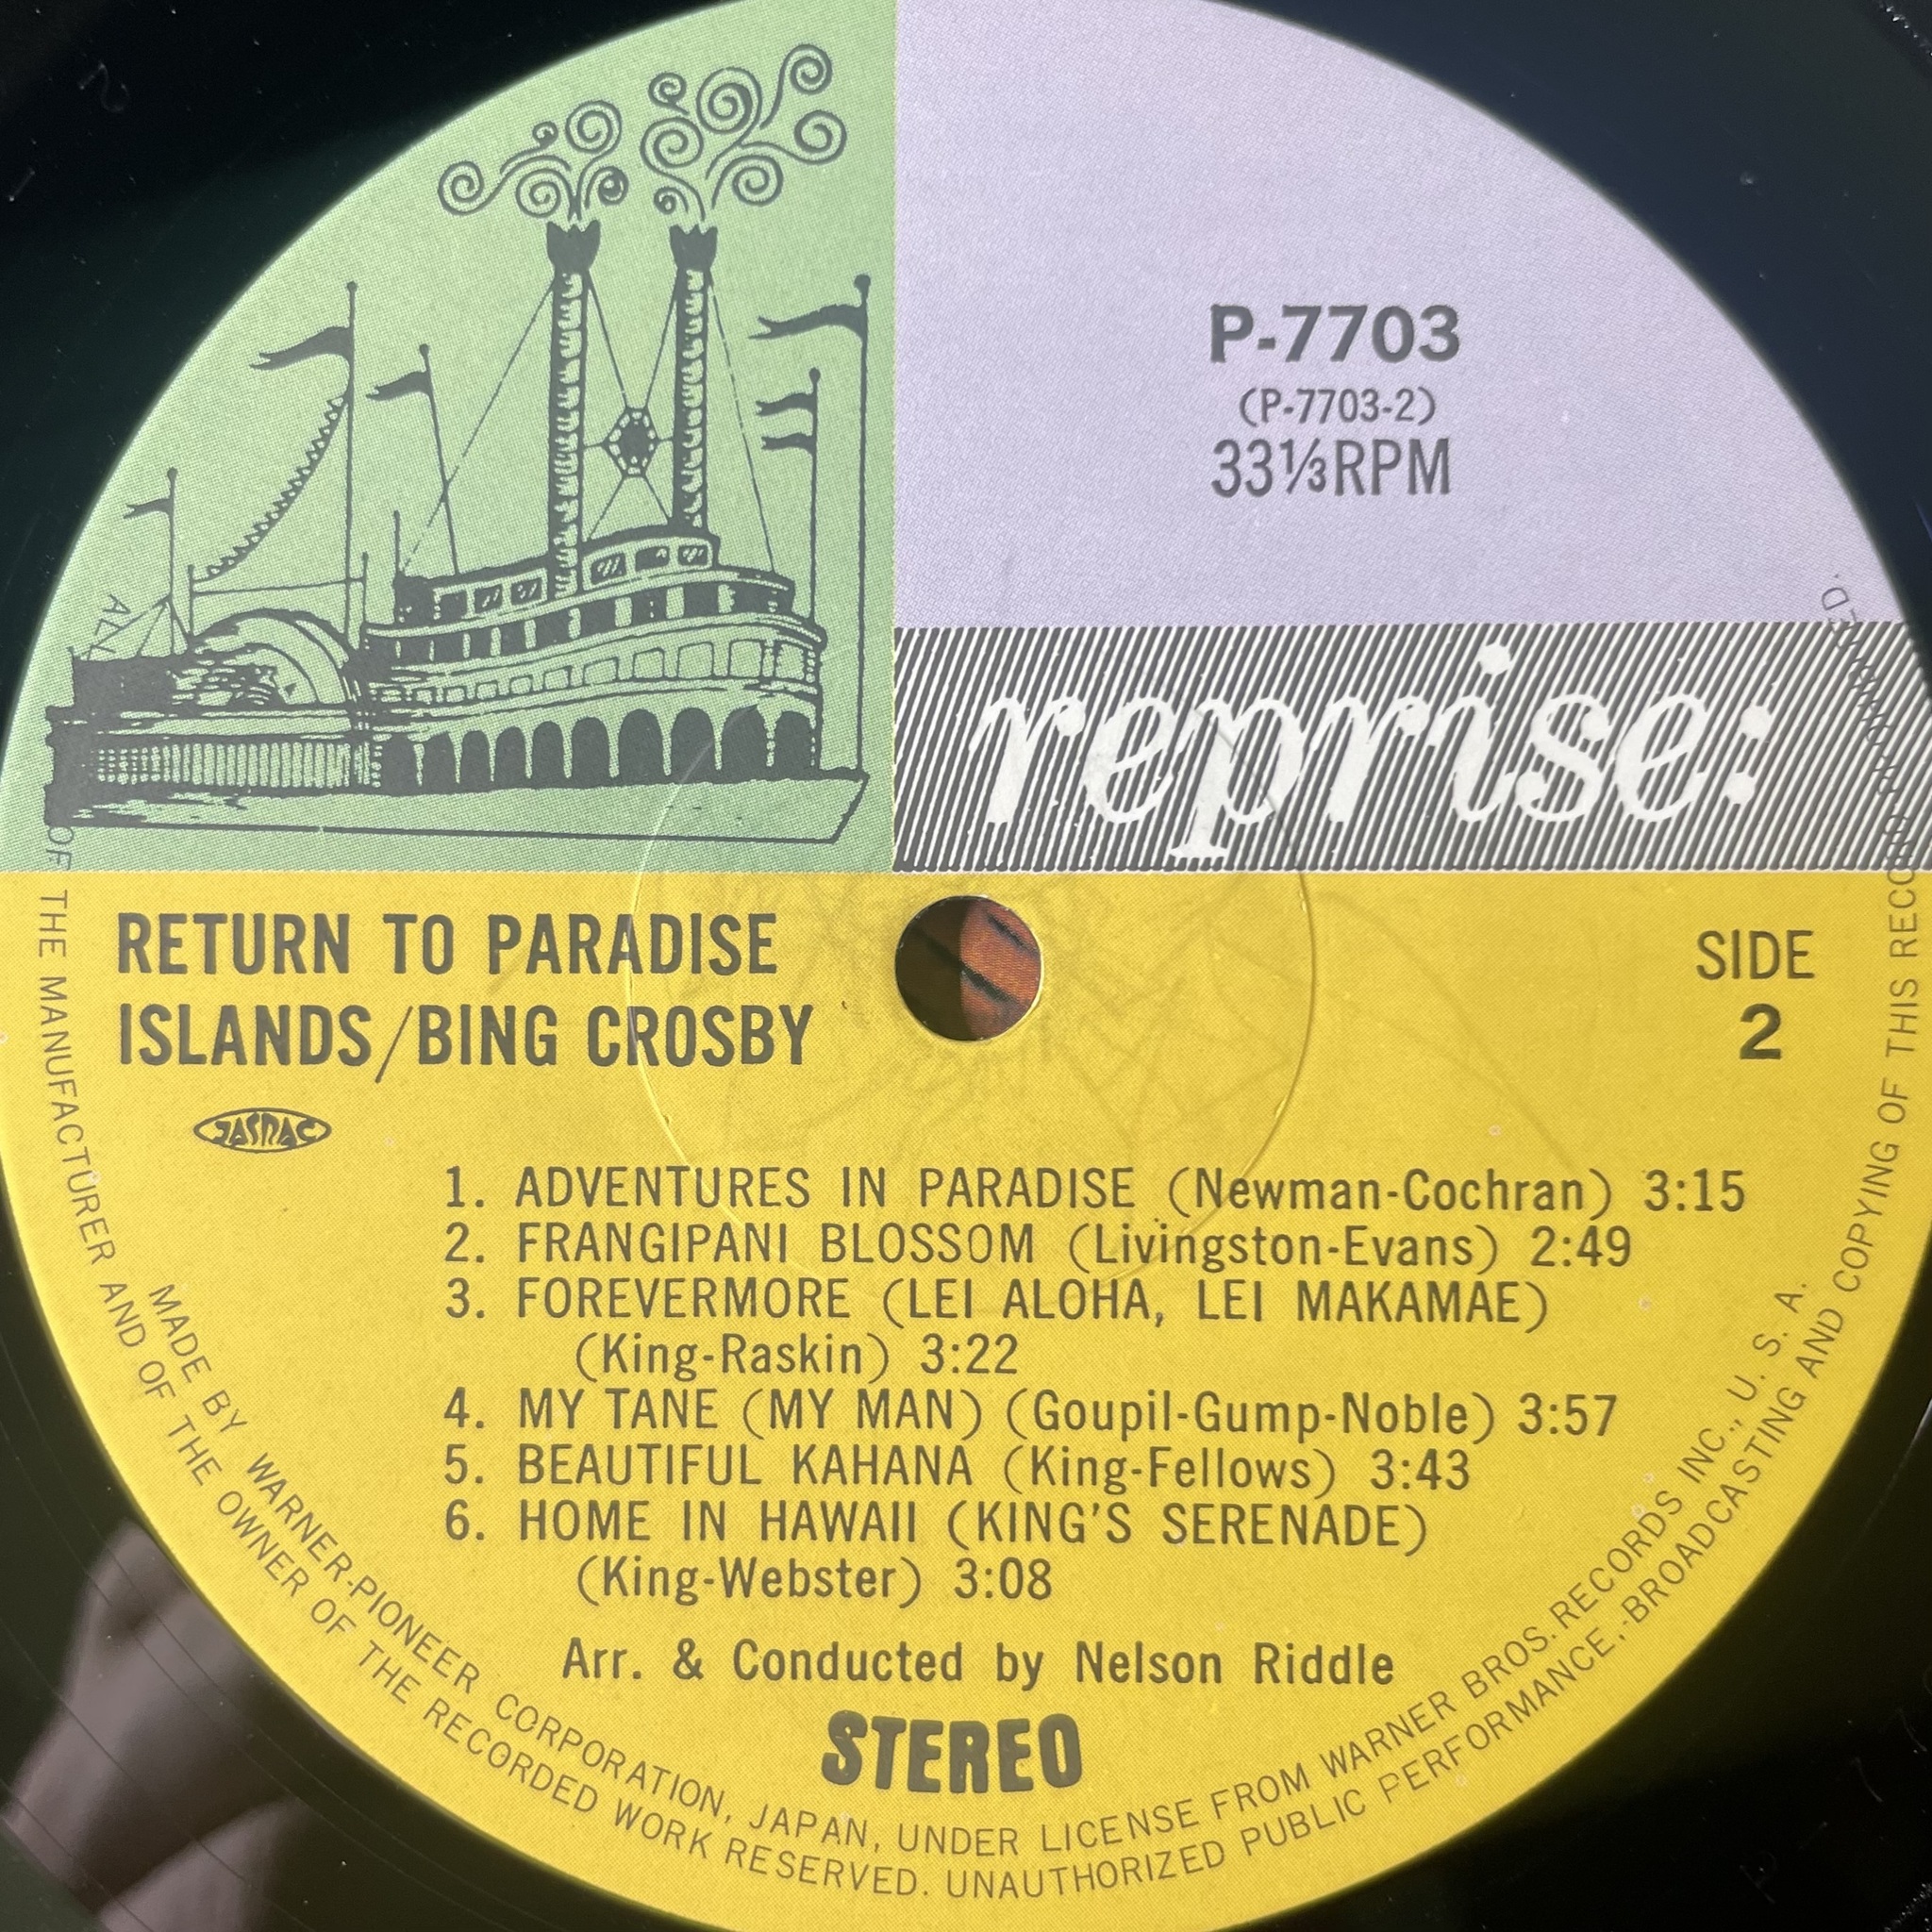 P-7703
(P-7703-2)
33⅓RPM
reprise:
RETURN TO PARADISE
ISLANDS/BING CROSBY
SIDE
2
JASRAC
1. ADVENTURES IN PARADISE (Newman-Cochran) 3:15
2. FRANGIPANI BLOSSOM (Livingston-Evans) 2:49
3. FOREVERMORE (LEI ALOHA, LEI MAKAMAE)
(King-Raskin) 3:22
4. MY TANE (MY MAN) (Goupil-Gump-Noble) 3:57
5. BEAUTIFUL KAHANA (King-Fellows) 3:43
6. HOME IN HAWAII (KING'S SERENADE)
(King-Webster) 3:08
Arr. & Conducted by Nelson Riddle
STEREO
MADE BY WARNER-PIONEER CORPORATION, JAPAN, UNDER LICENSE FROM WARNER BROS. RECORDS INC., U. S. A.
ALL OF THE MANUFACTURER AND OF THE OWNER OF THE RECORDED WORK RESERVED. UNAUTHORIZED PUBLIC PERFORMANCE,-BROADCASTING AND COPYING OF THIS RECORD